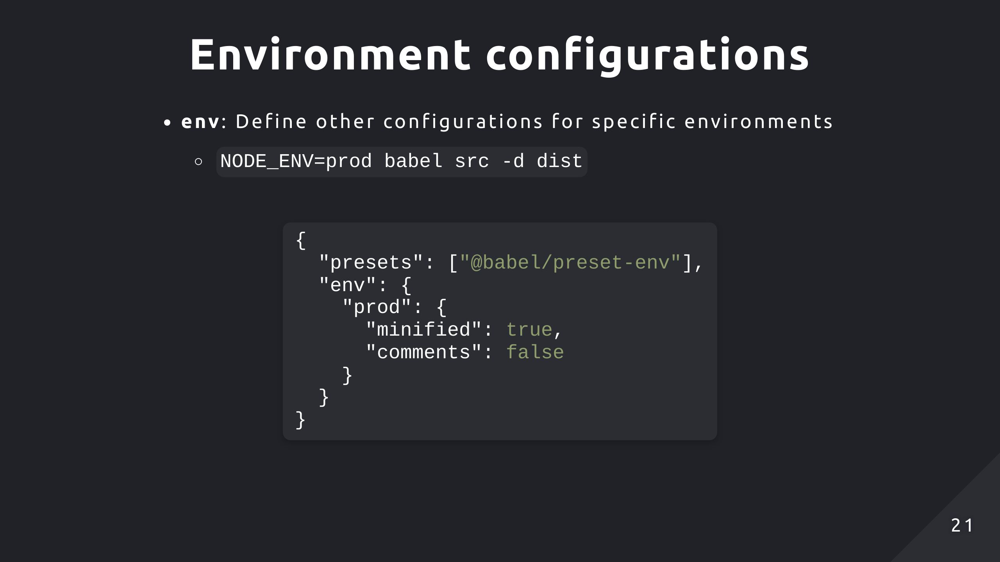 Environment configurations
• env: Define other configurations for specific environments
○ NODE_ENV=prod babel src -d dist
{
  "presets": ["@babel/preset-env"],
  "env": {
    "prod": {
      "minified": true,
      "comments": false
    }
  }
}
21